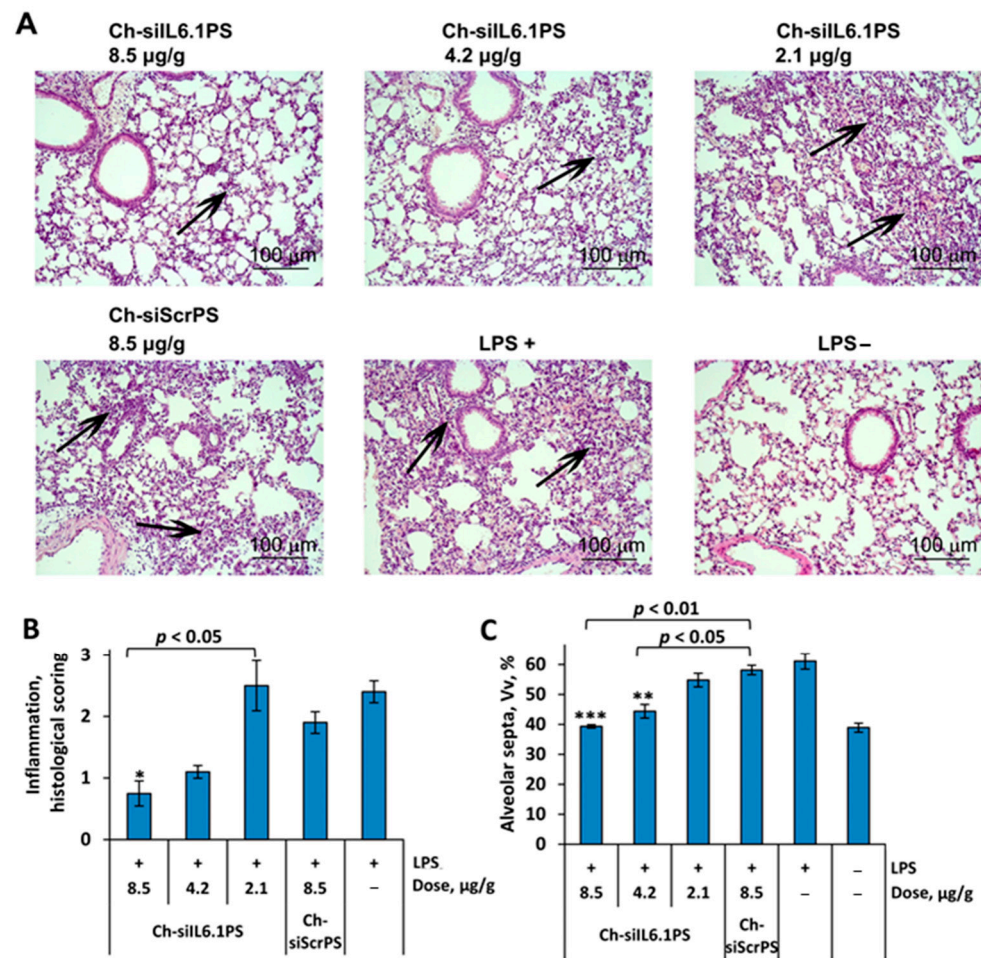 A
Ch-siIL6.1PS
8.5 µg/g
Ch-siIL6.1PS
4.2 µg/g
Ch-siIL6.1PS
2.1 µg/g
100 µm
100 µm
100 µm
Ch-siScrPS
8.5 µg/g
LPS +
LPS –
100 µm
100 µm
100 µm
B
p < 0.05
3
2
1
0
Inflammation,
histological scoring
*
+ + + + + LPS
8.5 4.2 2.1 8.5 – Dose, µg/g
Ch-siIL6.1PS
Ch-
siScrPS
C
p < 0.01
p < 0.05
60
50
40
30
20
10
0
Alveolar septa, Vv, %
***
**
+ + + + + – LPS
8.5 4.2 2.1 8.5 – – Dose, µg/g
Ch-siIL6.1PS
Ch-
siScrPS